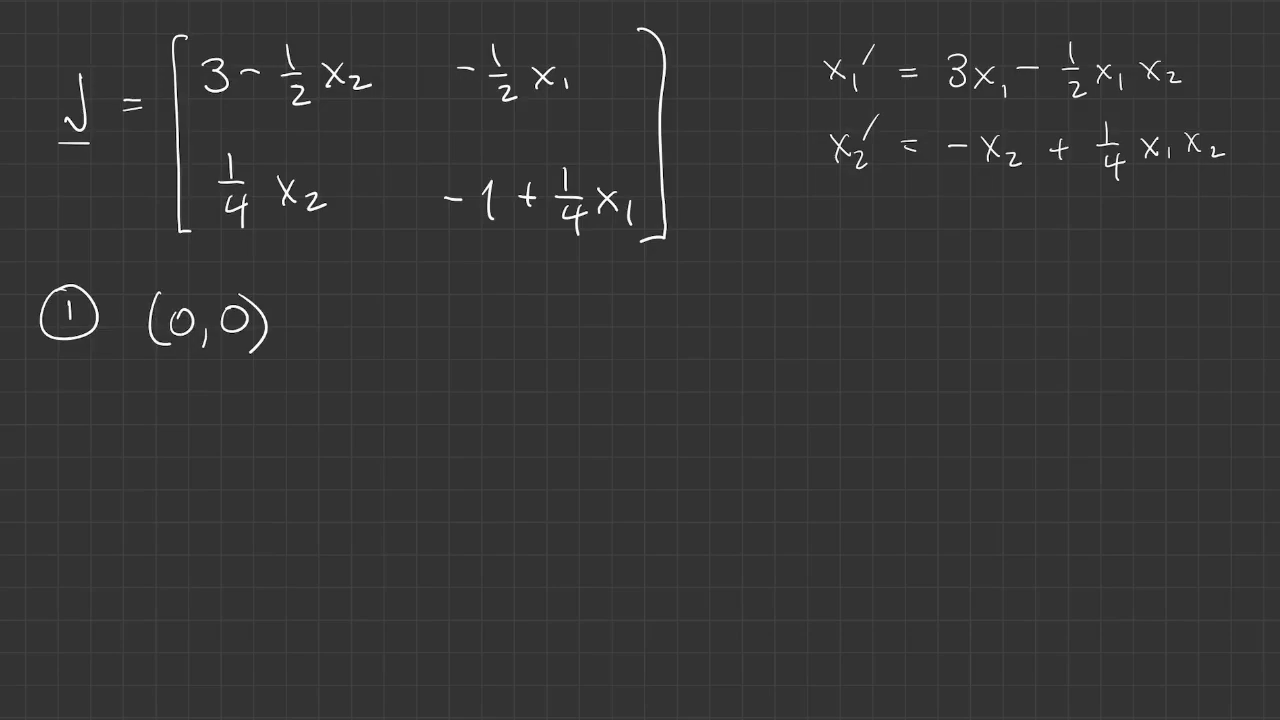 J = [ 3 - 1/2 x₂   - 1/2 x₁
1/4 x₂   - 1 + 1/4 x₁ ]
x₁′ = 3x₁ - 1/2 x₁ x₂
x₂′ = - x₂ + 1/4 x₁ x₂
① (0,0)